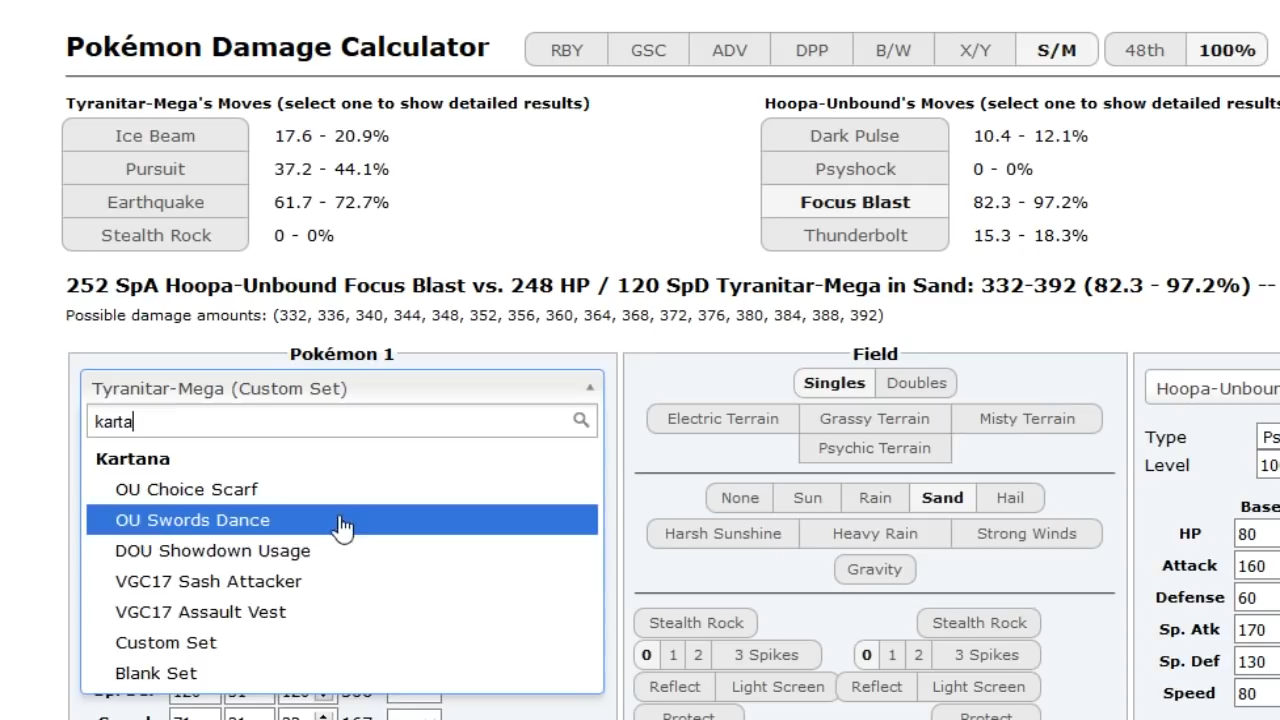 Pokémon Damage Calculator RBY GSC ADV DPP B/W X/Y S/M 48th 100%
Tyranitar-Mega's Moves (select one to show detailed results) Hoopa-Unbound's Moves (select one to show detailed results
Ice Beam 17.6 - 20.9% Dark Pulse 10.4 - 12.1%
Pursuit 37.2 - 44.1% Psyshock 0 - 0%
Earthquake 61.7 - 72.7% Focus Blast 82.3 - 97.2%
Stealth Rock 0 - 0% Thunderbolt 15.3 - 18.3%
252 SpA Hoopa-Unbound Focus Blast vs. 248 HP / 120 SpD Tyranitar-Mega in Sand: 332-392 (82.3 - 97.2%) --
Possible damage amounts: (332, 336, 340, 344, 348, 352, 356, 360, 364, 368, 372, 376, 380, 384, 388, 392)
Pokémon 1 Field
Tyranitar-Mega (Custom Set) Singles Doubles Hoopa-Unbour
karta Electric Terrain Grassy Terrain Misty Terrain
Psychic Terrain Type Ps
Kartana Level 10
OU Choice Scarf None Sun Rain Sand Hail Base
OU Swords Dance Harsh Sunshine Heavy Rain Strong Winds HP 80
DOU Showdown Usage Gravity Attack 160
VGC17 Sash Attacker Defense 60
VGC17 Assault Vest Stealth Rock Stealth Rock Sp. Atk 170
Custom Set 0 1 2 3 Spikes 0 1 2 3 Spikes Sp. Def 130
Blank Set Reflect Light Screen Reflect Light Screen Speed 80
Protect Protect